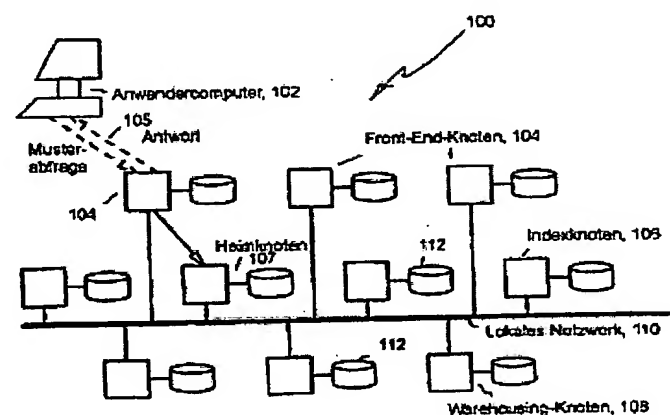 100
Anwendercomputer, 102
105
Antwort
Muster-
abfrage
Front-End-Knoten, 104
104
Heimknoten
107
112
Indexknoten, 106
Lokales Netzwerk, 110
112
Warehousing-Knoten, 108